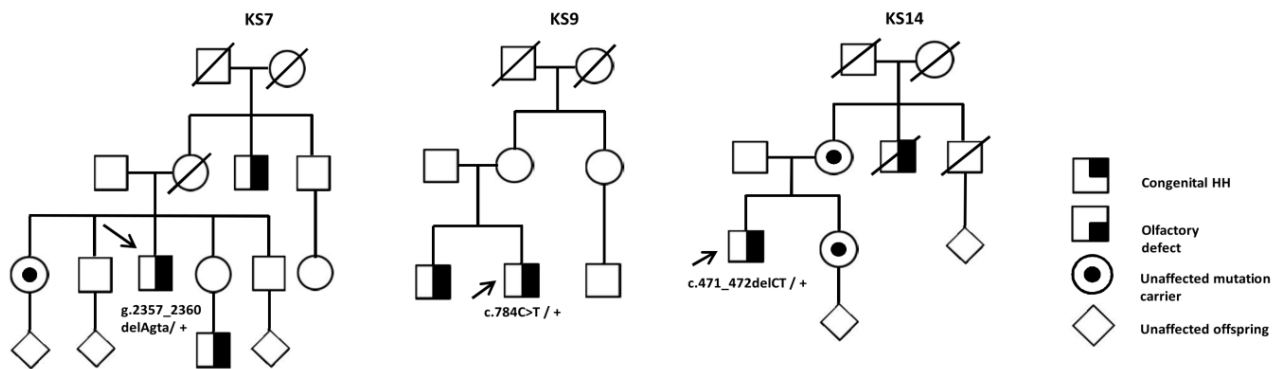 KS7
KS9
KS14
g.2357_2360
delAgta/ +
c.784C>T / +
c.471_472delCT / +
Congenital HH
Olfactory
defect
Unaffected mutation
carrier
Unaffected offspring